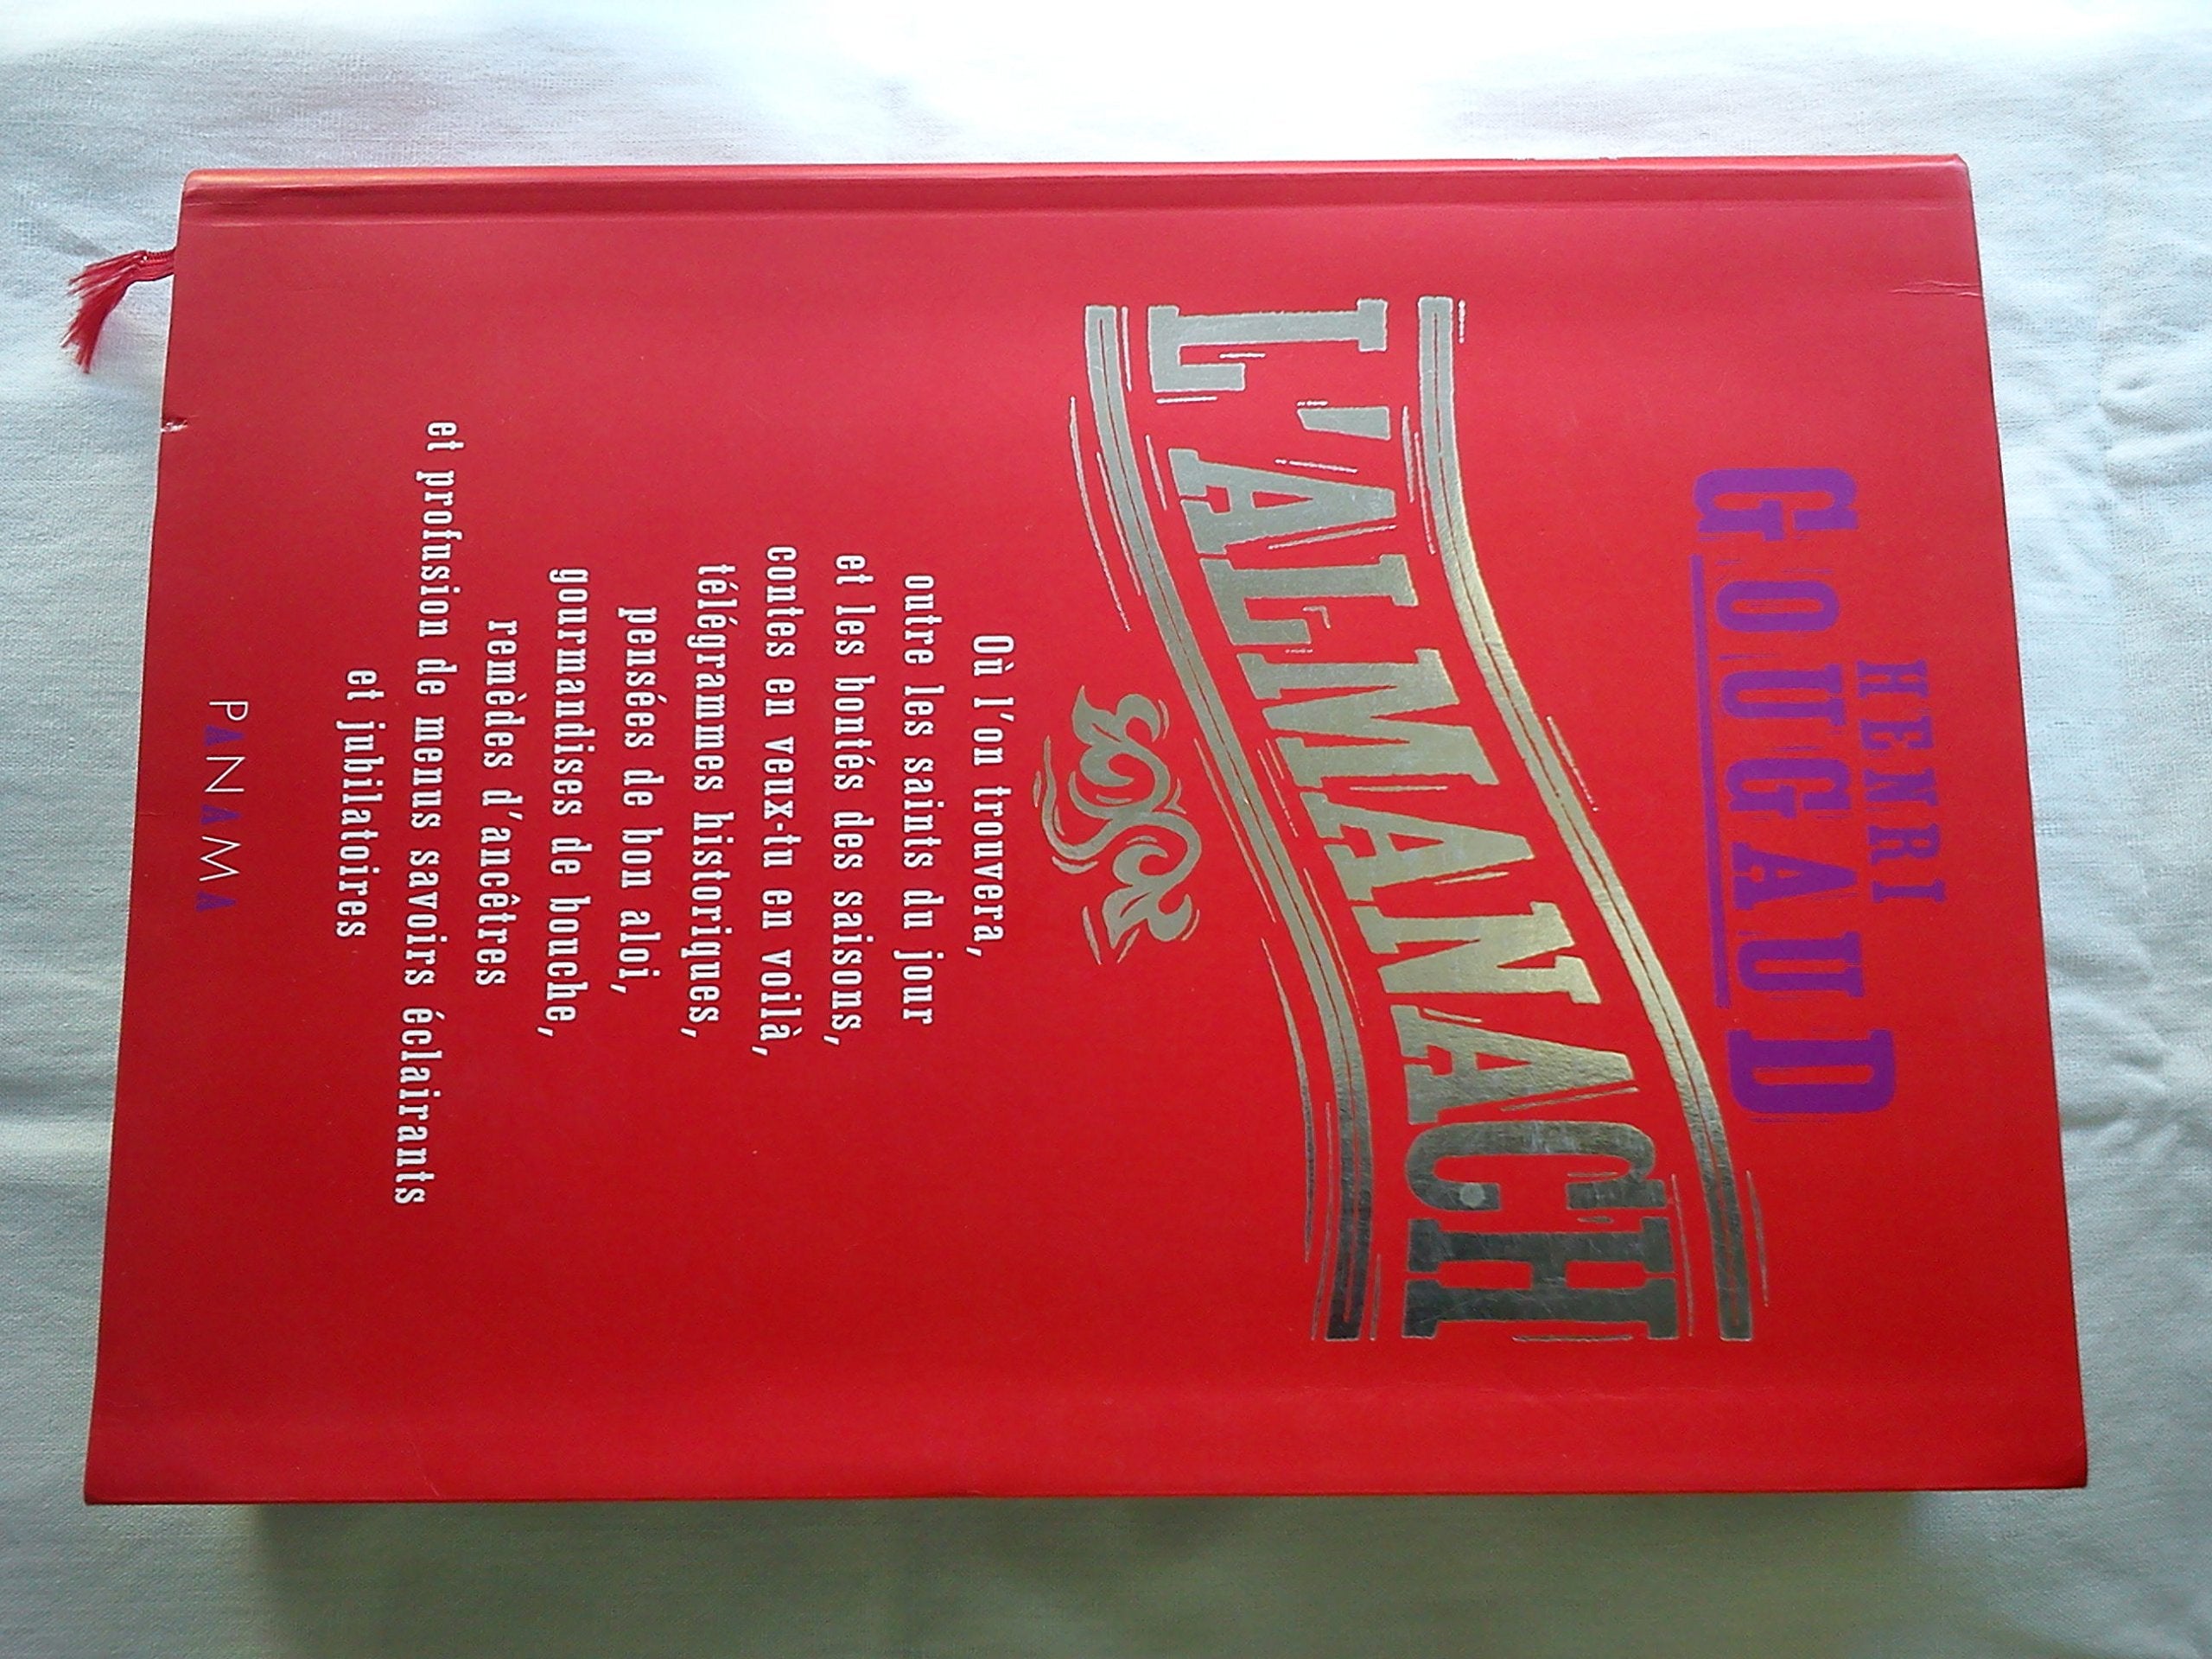 HENRI
GOUGAUD
L'ALMANACH
Où l'on trouvera,
outre les saints du jour
et les bontés des saisons,
contes en veux-tu en voilà,
télégrammes historiques,
pensées de bon aloi,
gourmandises de bouche,
remèdes d'ancêtres
et profusion de menus savoirs éclairants
et jubilatoires
PANAMA